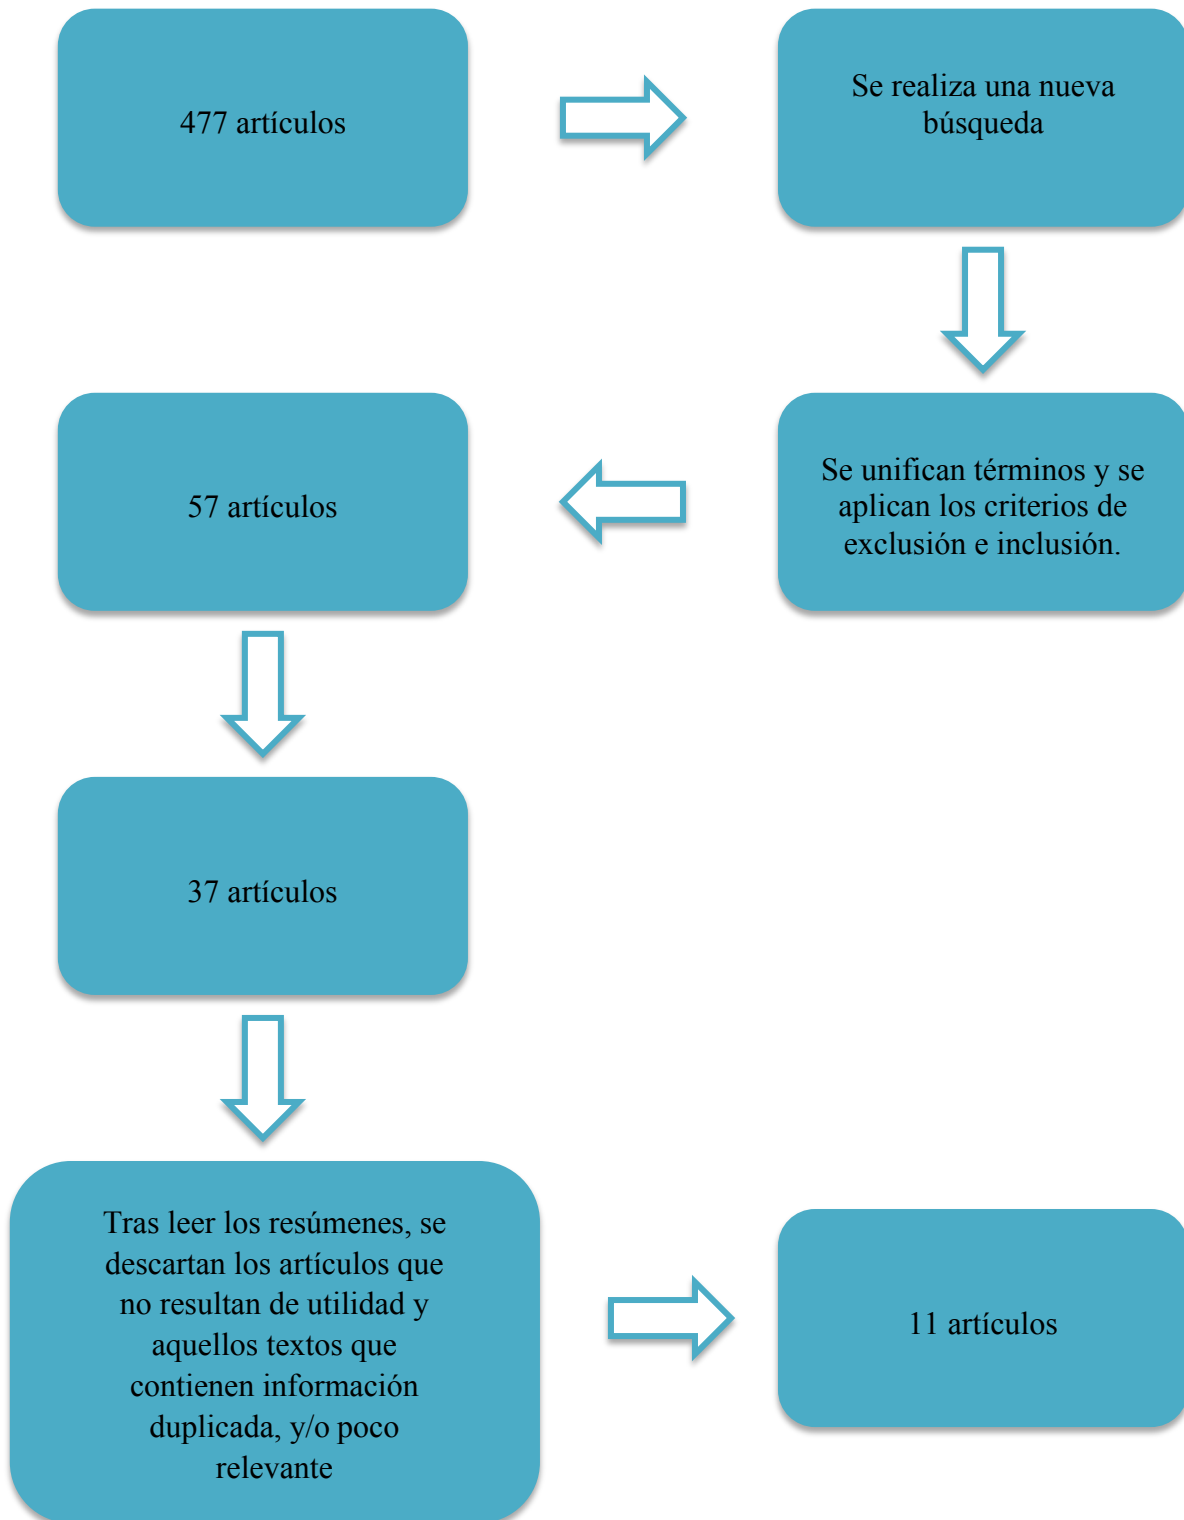 477 artículos
Se realiza una nueva
búsqueda
Se unifican términos y se
aplican los criterios de
exclusión e inclusión.
57 artículos
37 artículos
Tras leer los resúmenes, se
descartan los artículos que
no resultan de utilidad y
aquellos textos que
contienen información
duplicada, y/o poco
relevante
11 artículos